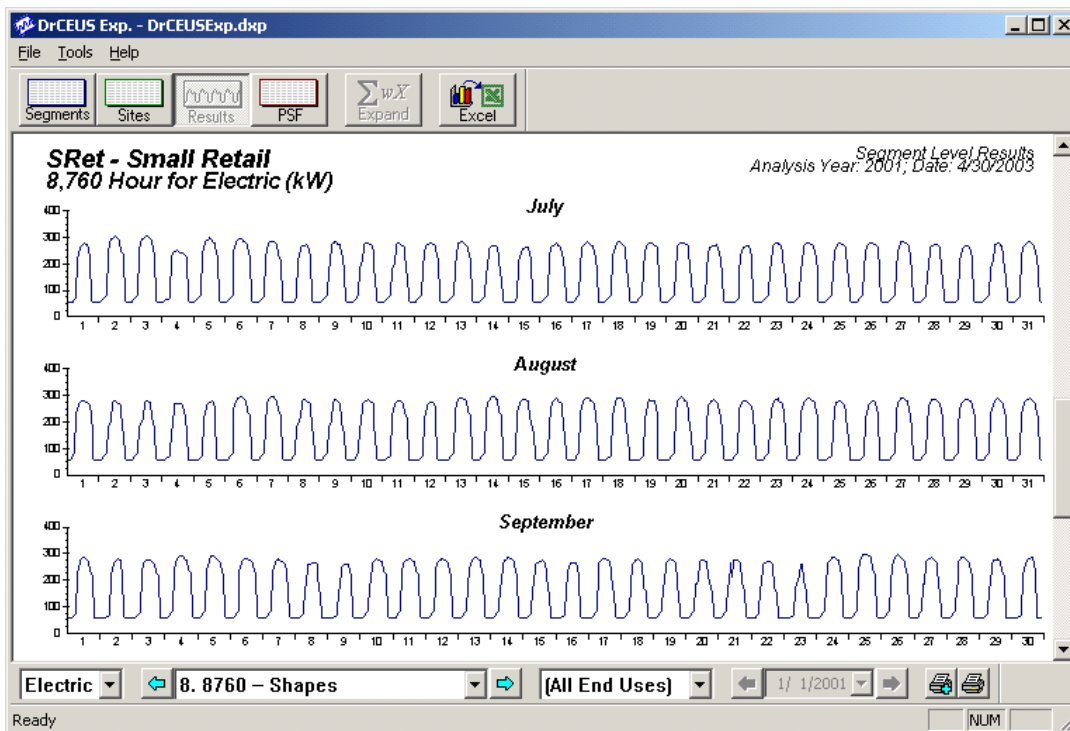 DrCEUS Exp. - DrCEUSExp.dxp
File Tools Help
Segments Sites Results PSF Expand Excel
ΣwX
SRet - Small Retail
8,760 Hour for Electric (kW)
Segment Level Results
Analysis Year: 2001; Date: 4/30/2003
July
400
300
200
100
0
1 2 3 4 5 6 7 8 9 10 11 12 13 14 15 16 17 18 19 20 21 22 23 24 25 26 27 28 29 30 31
August
400
300
200
100
0
1 2 3 4 5 6 7 8 9 10 11 12 13 14 15 16 17 18 19 20 21 22 23 24 25 26 27 28 29 30 31
September
400
300
200
100
0
1 2 3 4 5 6 7 8 9 10 11 12 13 14 15 16 17 18 19 20 21 22 23 24 25 26 27 28 29 30
Electric 8. 8760 – Shapes (All End Uses) 1/ 1/2001
Ready NUM